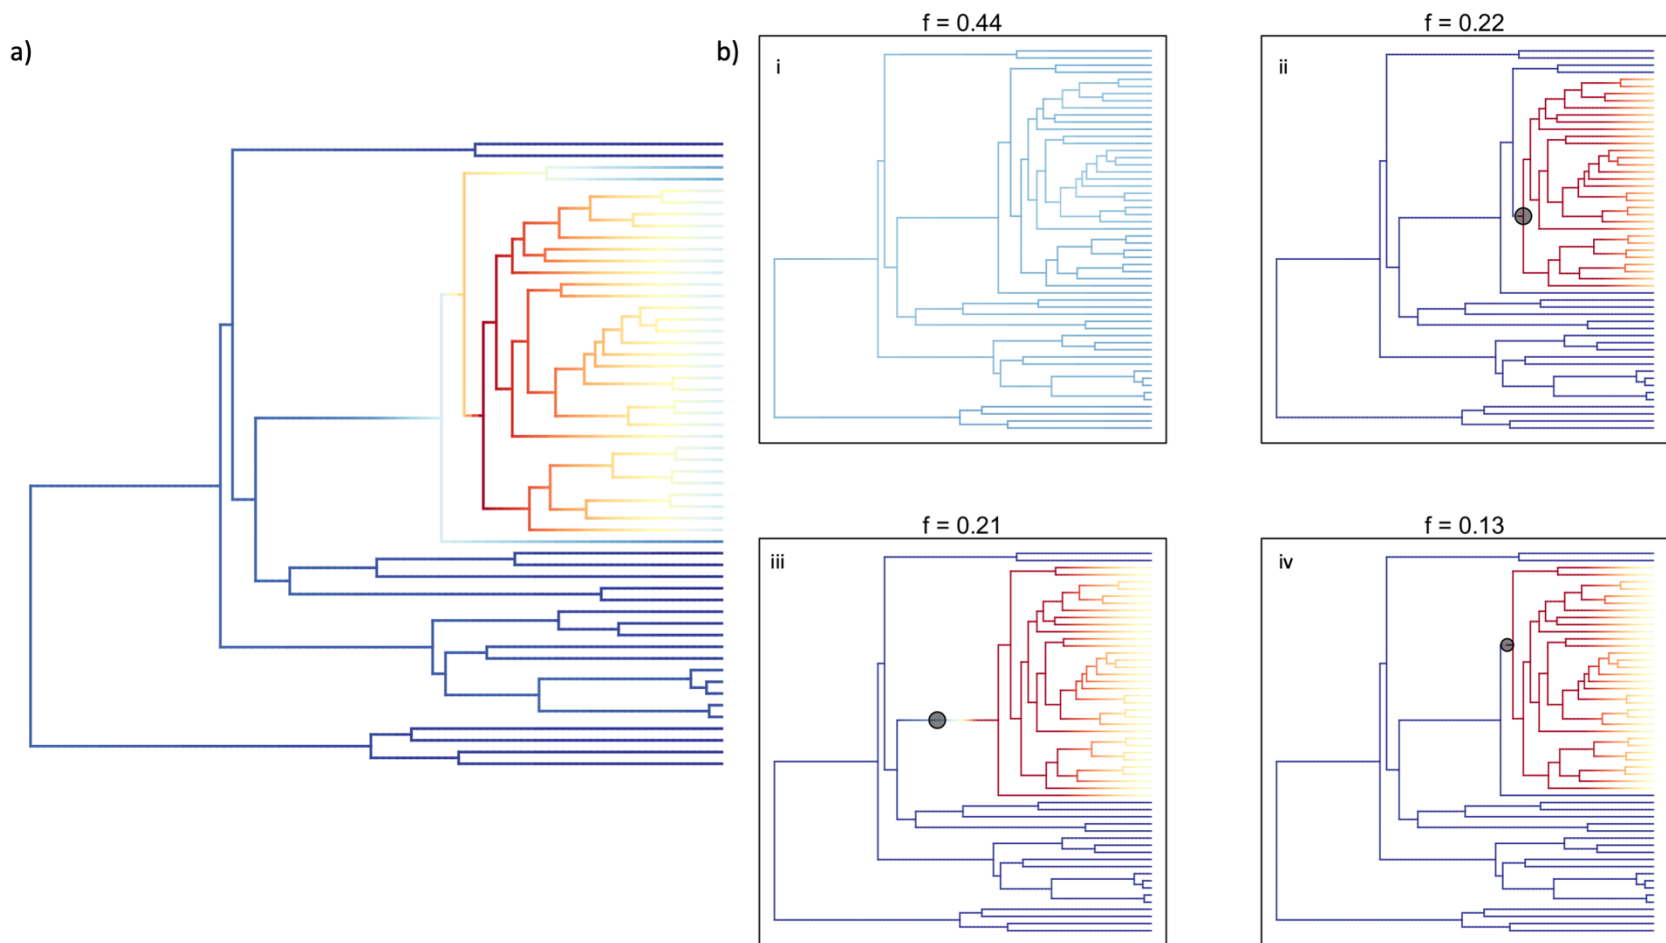 a)
b)
f = 0.44
i
f = 0.22
ii
f = 0.21
iii
f = 0.13
iv